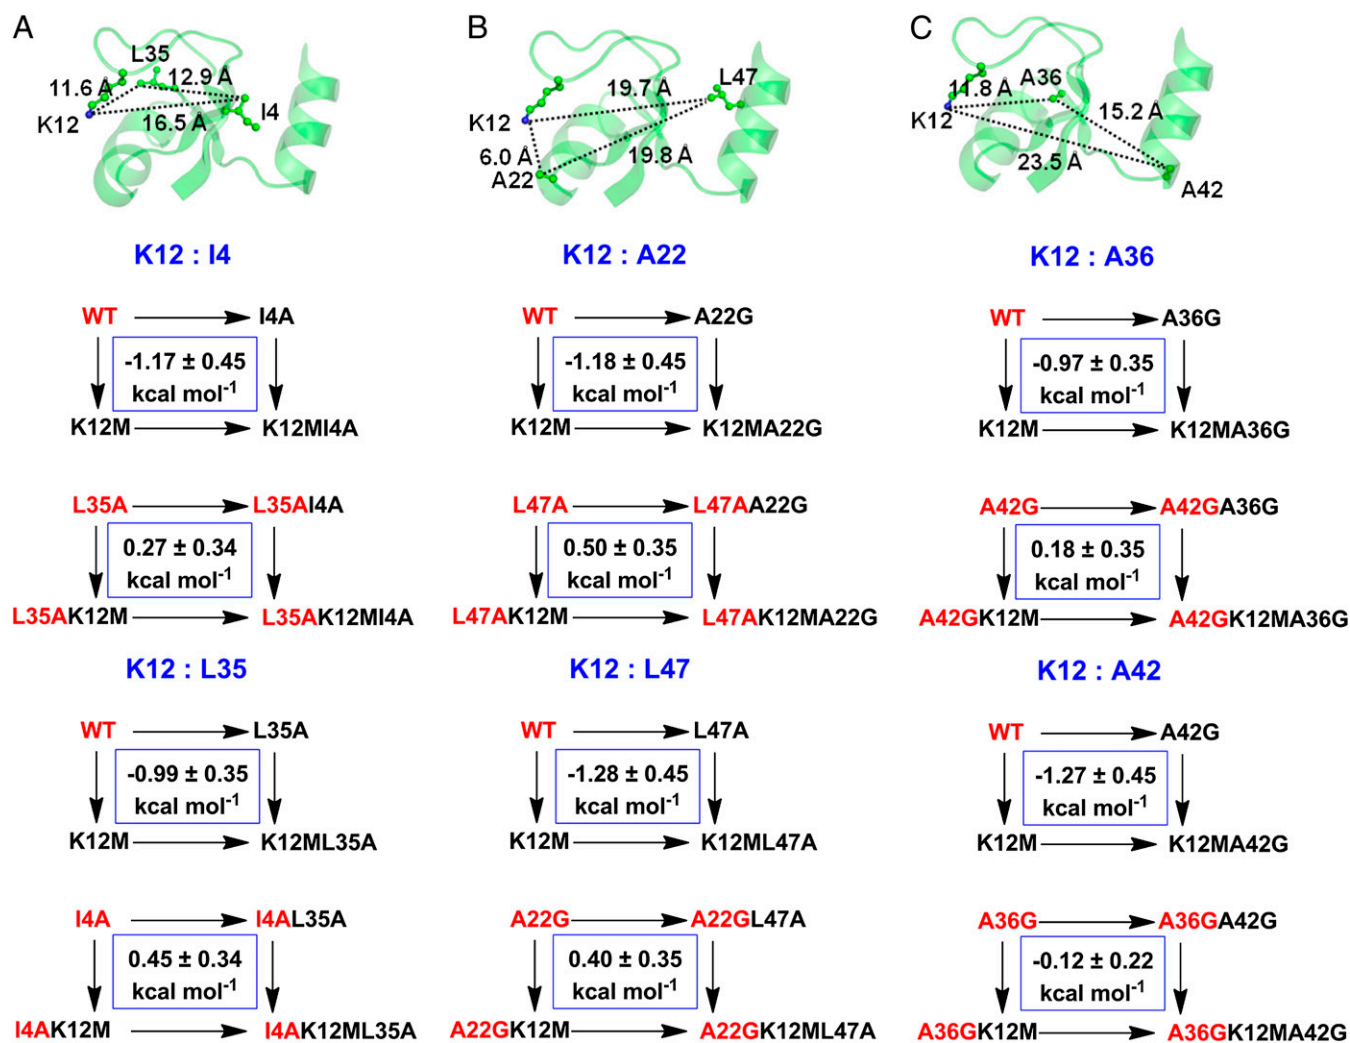 A
L35
11.6 Å
12.9 Å
K12
16.5 Å
I4
K12 : I4
WT
I4A
-1.17 ± 0.45
kcal mol⁻¹
K12M
K12MI4A
L35A
L35AI4A
0.27 ± 0.34
kcal mol⁻¹
L35AK12M
L35AK12MI4A
K12 : L35
WT
L35A
-0.99 ± 0.35
kcal mol⁻¹
K12M
K12ML35A
I4A
I4AL35A
0.45 ± 0.34
kcal mol⁻¹
I4AK12M
I4AK12ML35A
B
19.7 Å
L47
K12
6.0 Å
19.8 Å
A22
K12 : A22
WT
A22G
-1.18 ± 0.45
kcal mol⁻¹
K12M
K12MA22G
L47A
L47AA22G
0.50 ± 0.35
kcal mol⁻¹
L47AK12M
L47AK12MA22G
K12 : L47
WT
L47A
-1.28 ± 0.45
kcal mol⁻¹
K12M
K12ML47A
A22G
A22GL47A
0.40 ± 0.35
kcal mol⁻¹
A22GK12M
A22GK12ML47A
C
A36
11.8 Å
K12
15.2 Å
23.5 Å
A42
K12 : A36
WT
A36G
-0.97 ± 0.35
kcal mol⁻¹
K12M
K12MA36G
A42G
A42GA36G
0.18 ± 0.35
kcal mol⁻¹
A42GK12M
A42GK12MA36G
K12 : A42
WT
A42G
-1.27 ± 0.45
kcal mol⁻¹
K12M
K12MA42G
A36G
A36GA42G
-0.12 ± 0.22
kcal mol⁻¹
A36GK12M
A36GK12MA42G